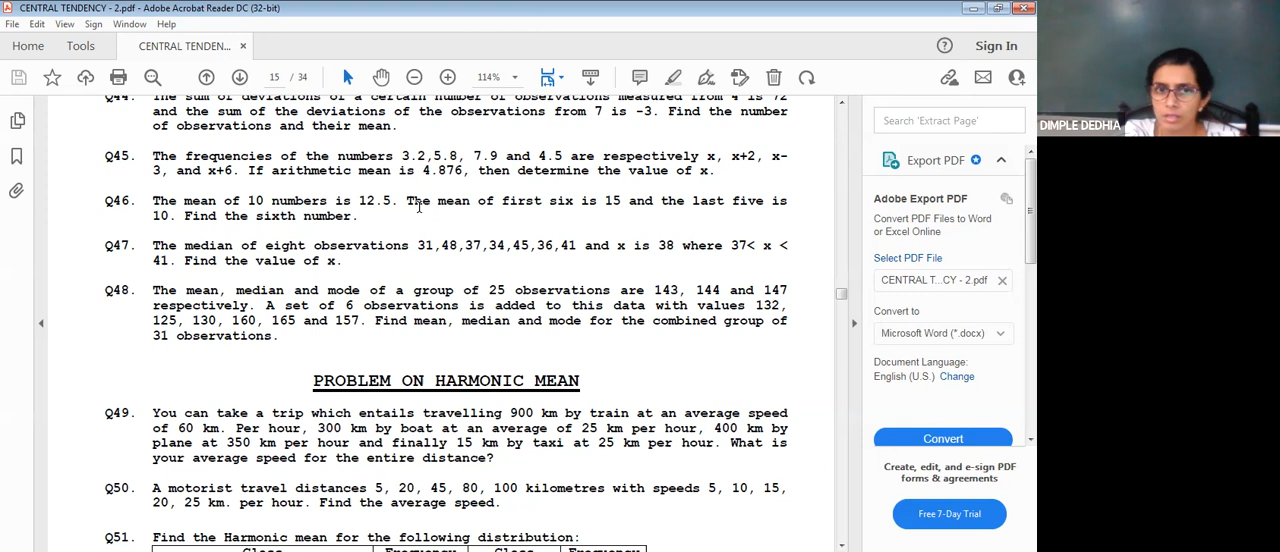 CENTRAL TENDENCY - 2.pdf - Adobe Acrobat Reader DC (32-bit)
File Edit View Sign Window Help
Home Tools CENTRAL TENDEN... × Sign In
15 / 34 114%
Q44. The sum of deviations of a certain number of observations measured from 4 is 72
and the sum of the deviations of the observations from 7 is -3. Find the number
of observations and their mean.
Q45. The frequencies of the numbers 3.2,5.8, 7.9 and 4.5 are respectively x, x+2, x-
3, and x+6. If arithmetic mean is 4.876, then determine the value of x.
Q46. The mean of 10 numbers is 12.5. The mean of first six is 15 and the last five is
10. Find the sixth number.
Q47. The median of eight observations 31,48,37,34,45,36,41 and x is 38 where 37< x <
41. Find the value of x.
Q48. The mean, median and mode of a group of 25 observations are 143, 144 and 147
respectively. A set of 6 observations is added to this data with values 132,
125, 130, 160, 165 and 157. Find mean, median and mode for the combined group of
31 observations.
PROBLEM ON HARMONIC MEAN
Q49. You can take a trip which entails travelling 900 km by train at an average speed
of 60 km. Per hour, 300 km by boat at an average of 25 km per hour, 400 km by
plane at 350 km per hour and finally 15 km by taxi at 25 km per hour. What is
your average speed for the entire distance?
Q50. A motorist travel distances 5, 20, 45, 80, 100 kilometres with speeds 5, 10, 15,
20, 25 km. per hour. Find the average speed.
Q51. Find the Harmonic mean for the following distribution:
Class Frequency Class Frequency
Search 'Extract Page'
Export PDF
Adobe Export PDF
Convert PDF Files to Word
or Excel Online
Select PDF File
CENTRAL T...CY - 2.pdf ×
Convert to
Microsoft Word (*.docx)
Document Language:
English (U.S.) Change
Convert
Create, edit, and e-sign PDF
forms & agreements
Free 7-Day Trial
DIMPLE DEDHIA